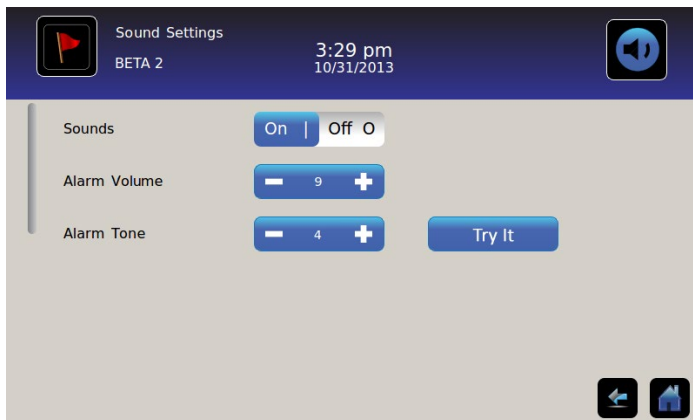 Sound Settings
BETA 2
3:29 pm
10/31/2013
Sounds On | Off O
Alarm Volume 9
Alarm Tone 4 Try It